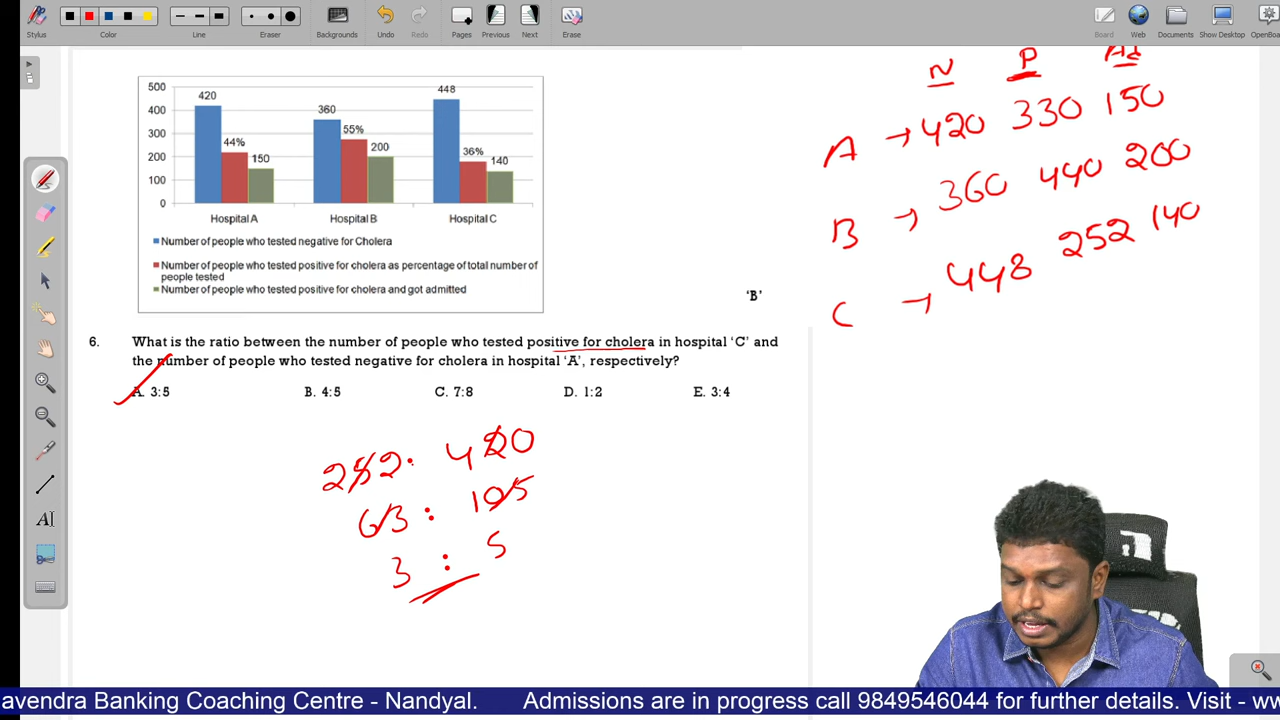 Stylus
Color
Line
Eraser
Backgrounds
Undo
Redo
Pages
Previous
Next
Erase
Board
Web
Documents
Show Desktop
OpenBoa
500
400
300
200
100
0
420
44%
150
360
55%
200
448
36%
140
Hospital A
Hospital B
Hospital C
Number of people who tested negative for Cholera
Number of people who tested positive for cholera as percentage of total number of
people tested
Number of people who tested positive for cholera and got admitted
'B'
N P Ad
A → 420 330 150
B → 360 440 200
C → 448 252 140
6. What is the ratio between the number of people who tested positive for cholera in hospital 'C' and
the number of people who tested negative for cholera in hospital 'A', respectively?
A. 3:5 B. 4:5 C. 7:8 D. 1:2 E. 3:4
252 : 420
63 : 105
3 : 5
A
avendra Banking Coaching Centre - Nandyal. Admissions are in progress call 9849546044 for further details. Visit - ww